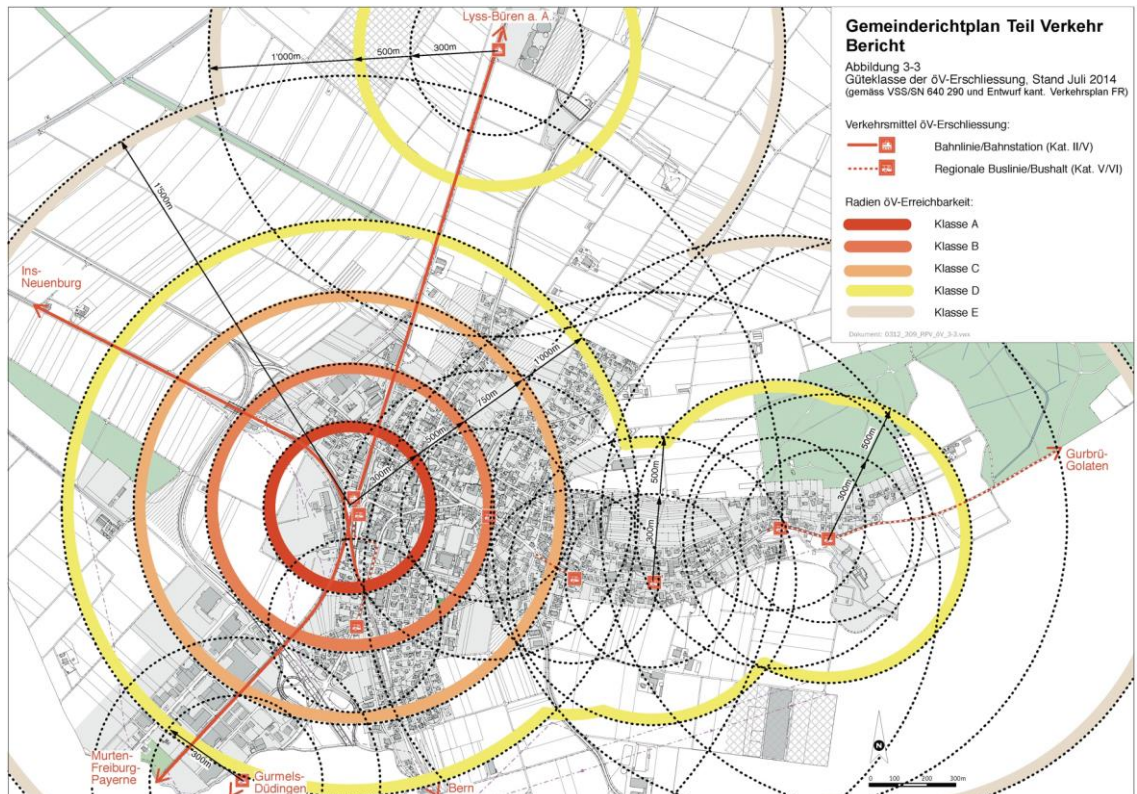 Gemeinderichtplan Teil Verkehr
Bericht
Abbildung 3-3
Güteklasse der öV-Erschliessung, Stand Juli 2014
(gemäss VSS/SN 640 290 und Entwurf kant. Verkehrsplan FR)
Verkehrsmittel öV-Erschliessung:
Bahnlinie/Bahnstation (Kat. II/V)
Regionale Buslinie/Bushalt (Kat. V/VI)
Radien öV-Erreichbarkeit:
Klasse A
Klasse B
Klasse C
Klasse D
Klasse E
Lyss-Büren a. A
1'000m
500m
300m
1'500m
Ins-
Neuenburg
1'000m
750m
500m
300m
500m
300m
500m
300m
Gurbrü-
Golaten
Murten-
Freiburg-
Payerne
300m
Gurmels-
Düdingen
Bern
N
0 100 200 300m